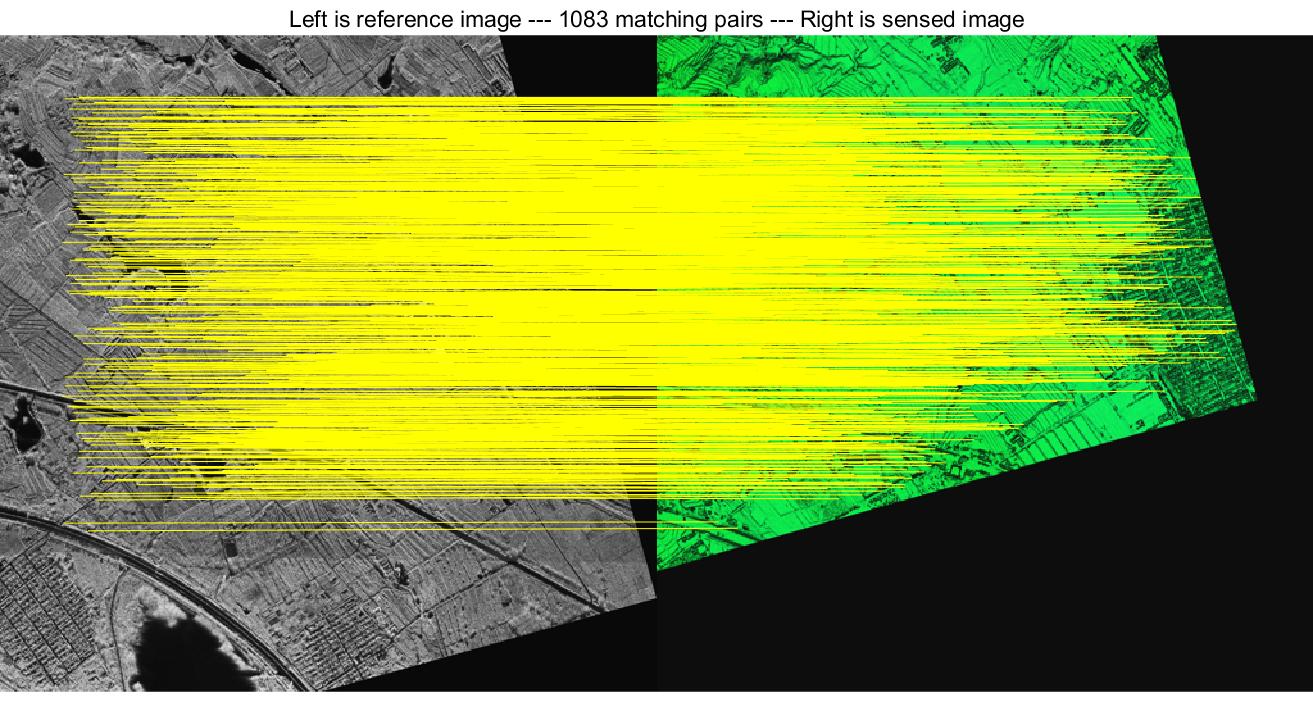 Left is reference image --- 1083 matching pairs --- Right is sensed image